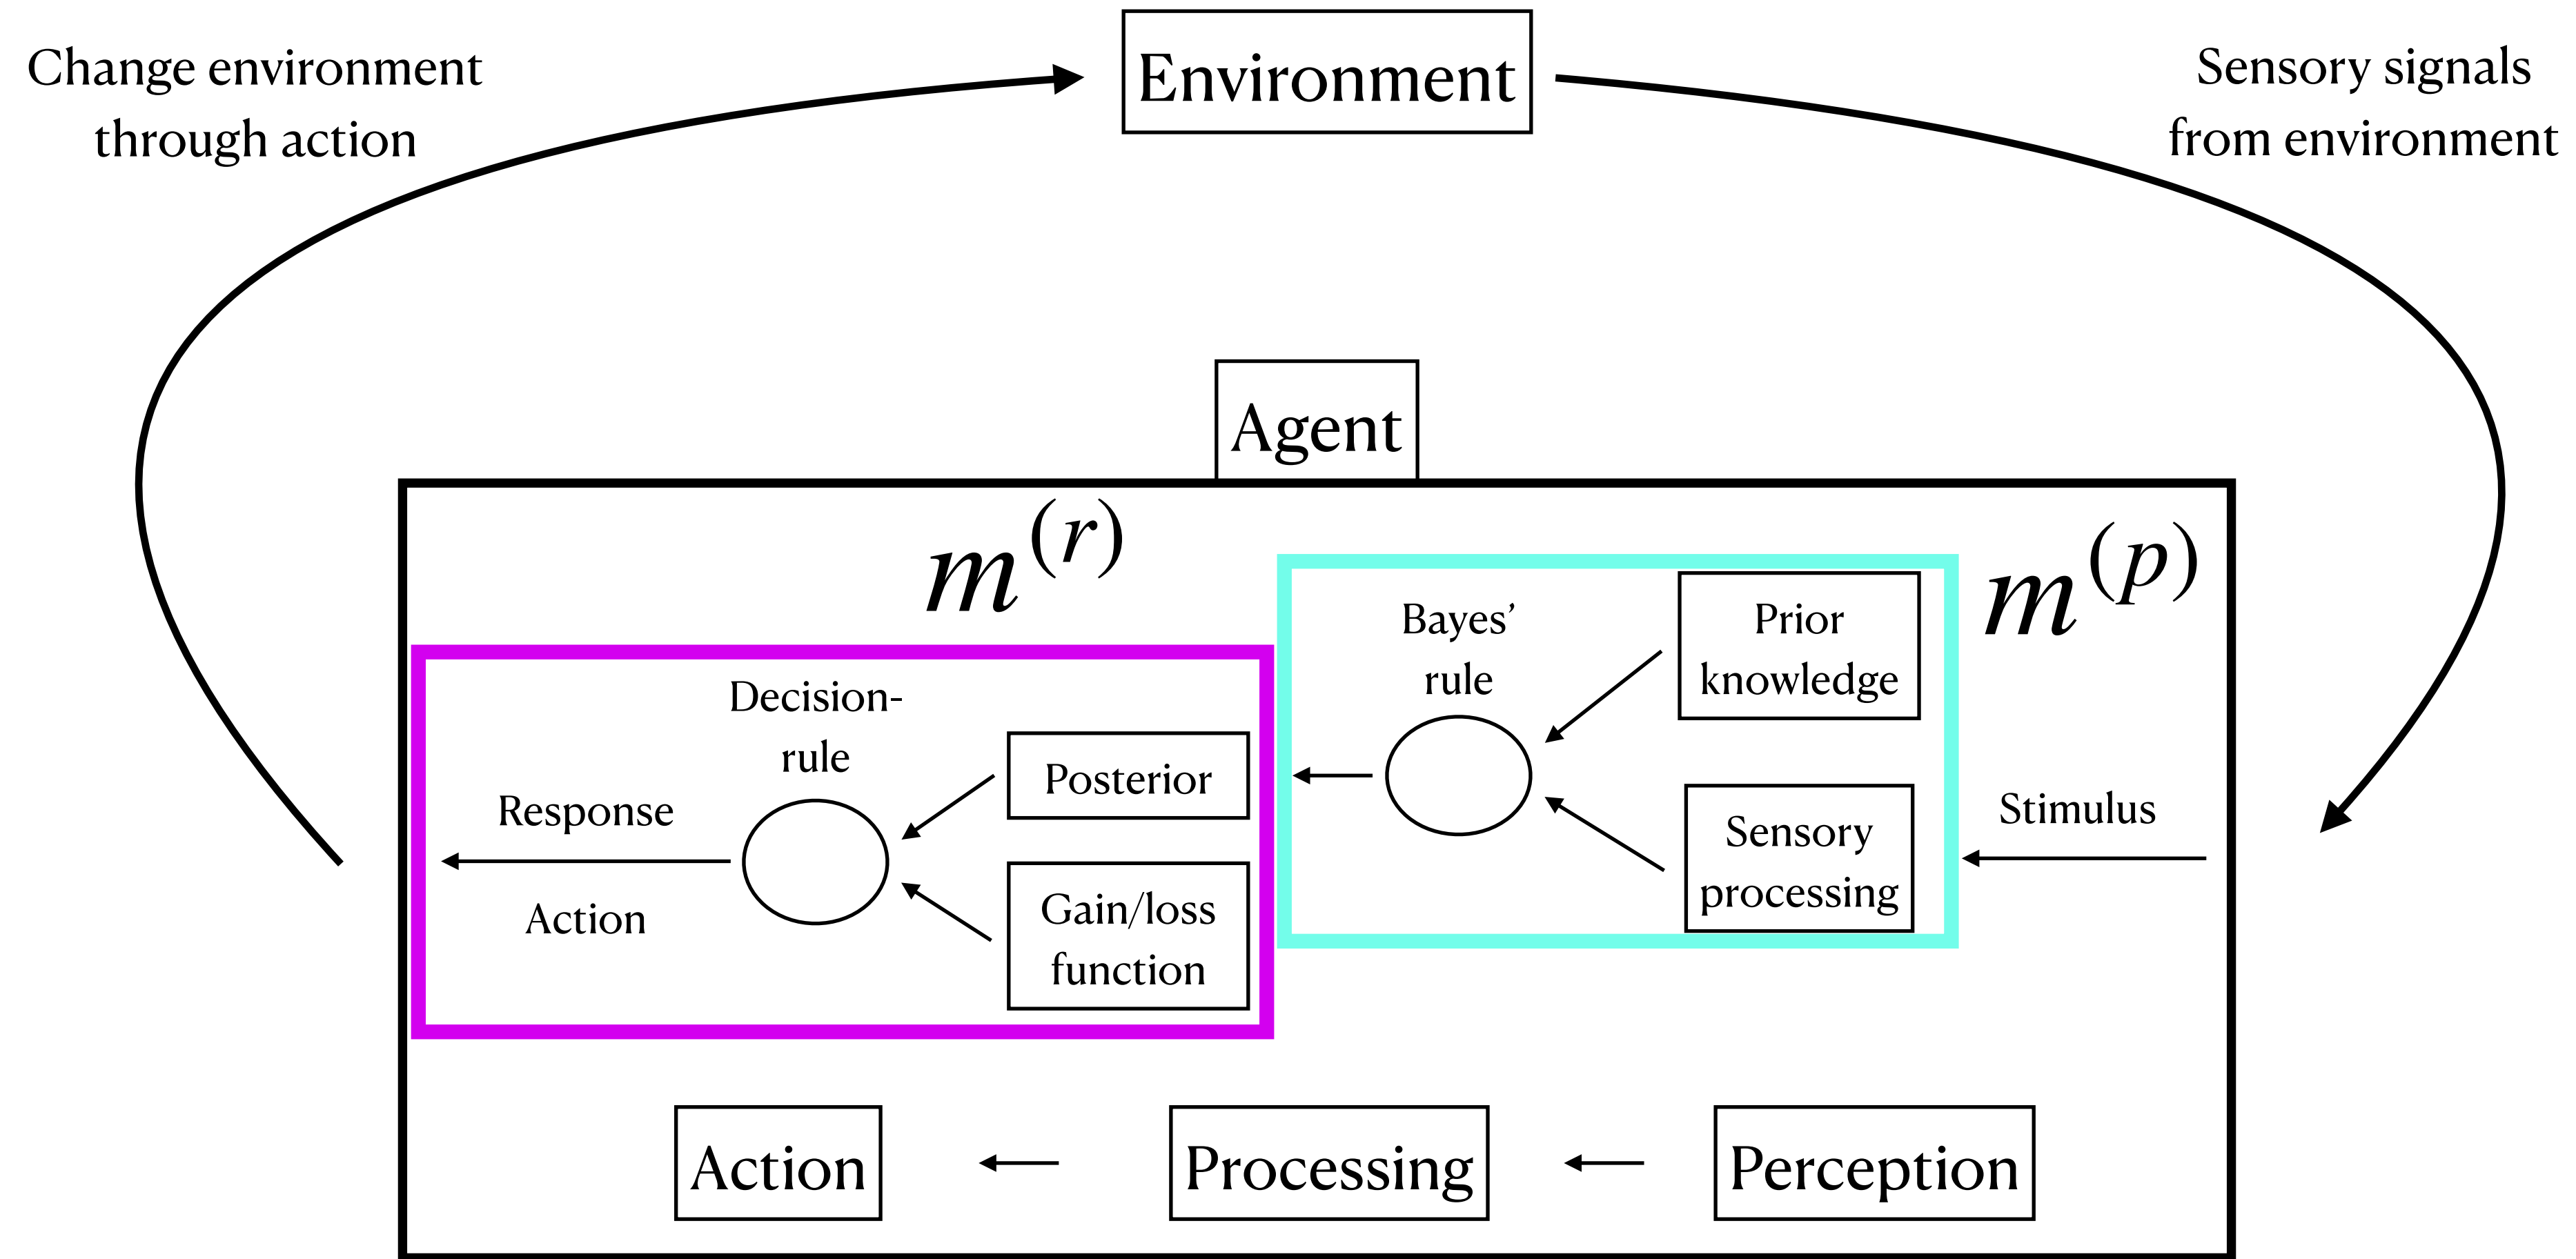 Change environment
through action
Environment
Sensory signals
from environment
Agent
m(r)
m(p)
Decision-
rule
Response
Action
Posterior
Gain/loss
function
Bayes’
rule
Prior
knowledge
Sensory
processing
Stimulus
Action
Processing
Perception